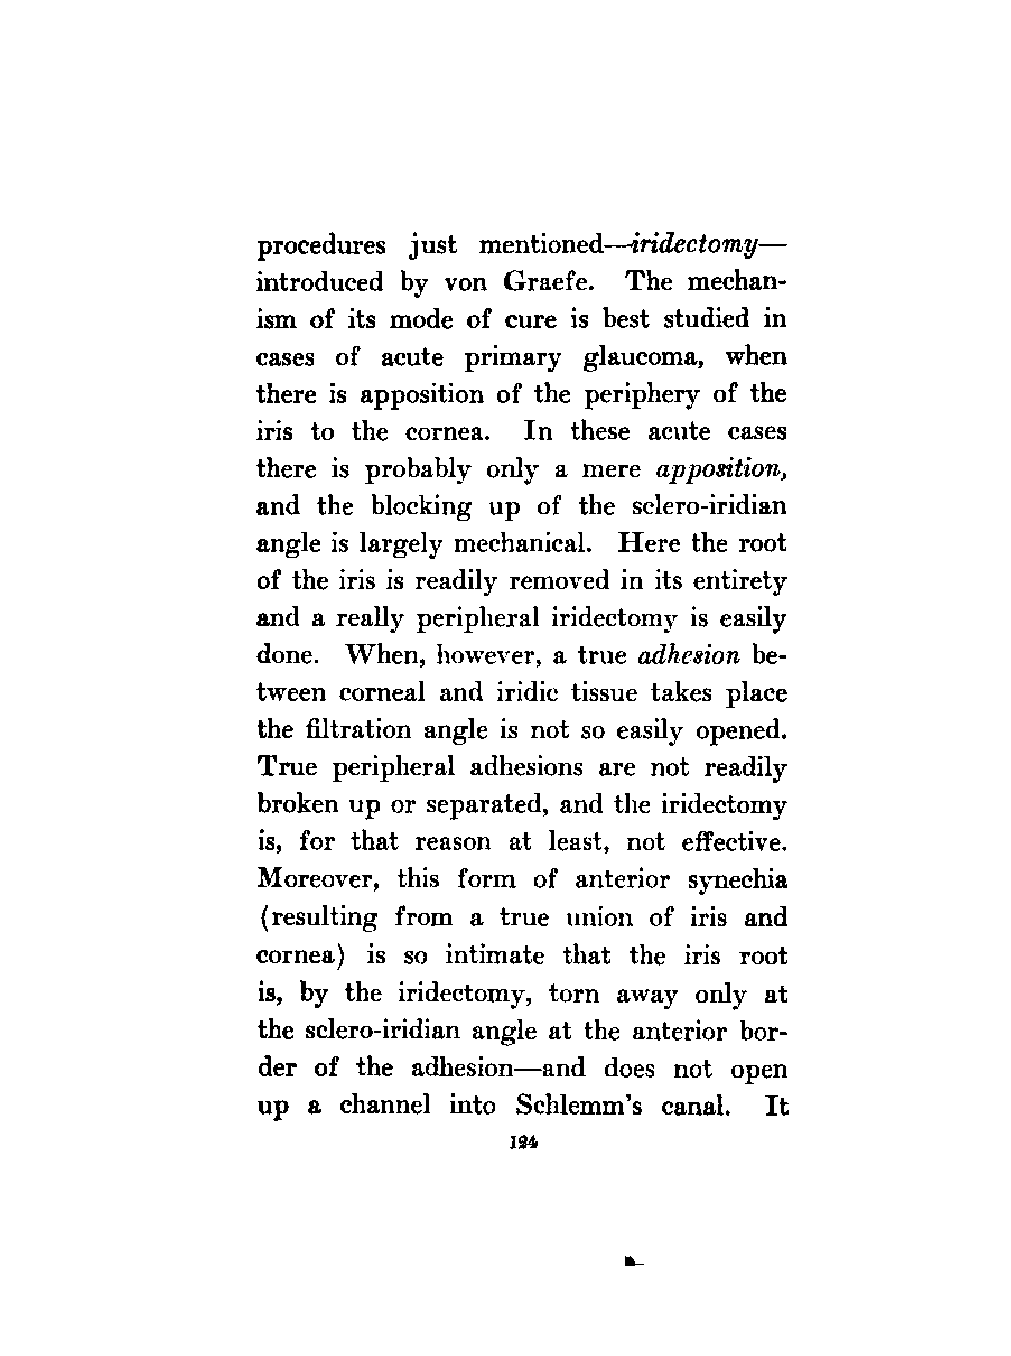 procedures just mentioned—iridectomy—
introduced by von Graefe. The mechan-
ism of its mode of cure is best studied in
cases of acute primary glaucoma, when
there is apposition of the periphery of the
iris to the cornea. In these acute cases
there is probably only a mere apposition,
and the blocking up of the sclero-iridian
angle is largely mechanical. Here the root
of the iris is readily removed in its entirety
and a really peripheral iridectomy is easily
done. When, however, a true adhesion be-
tween corneal and iridic tissue takes place
the filtration angle is not so easily opened.
True peripheral adhesions are not readily
broken up or separated, and the iridectomy
is, for that reason at least, not effective.
Moreover, this form of anterior synechia
(resulting from a true union of iris and
cornea) is so intimate that the iris root
is, by the iridectomy, torn away only at
the sclero-iridian angle at the anterior bor-
der of the adhesion—and does not open
up a channel into Schlemm's canal. It
124